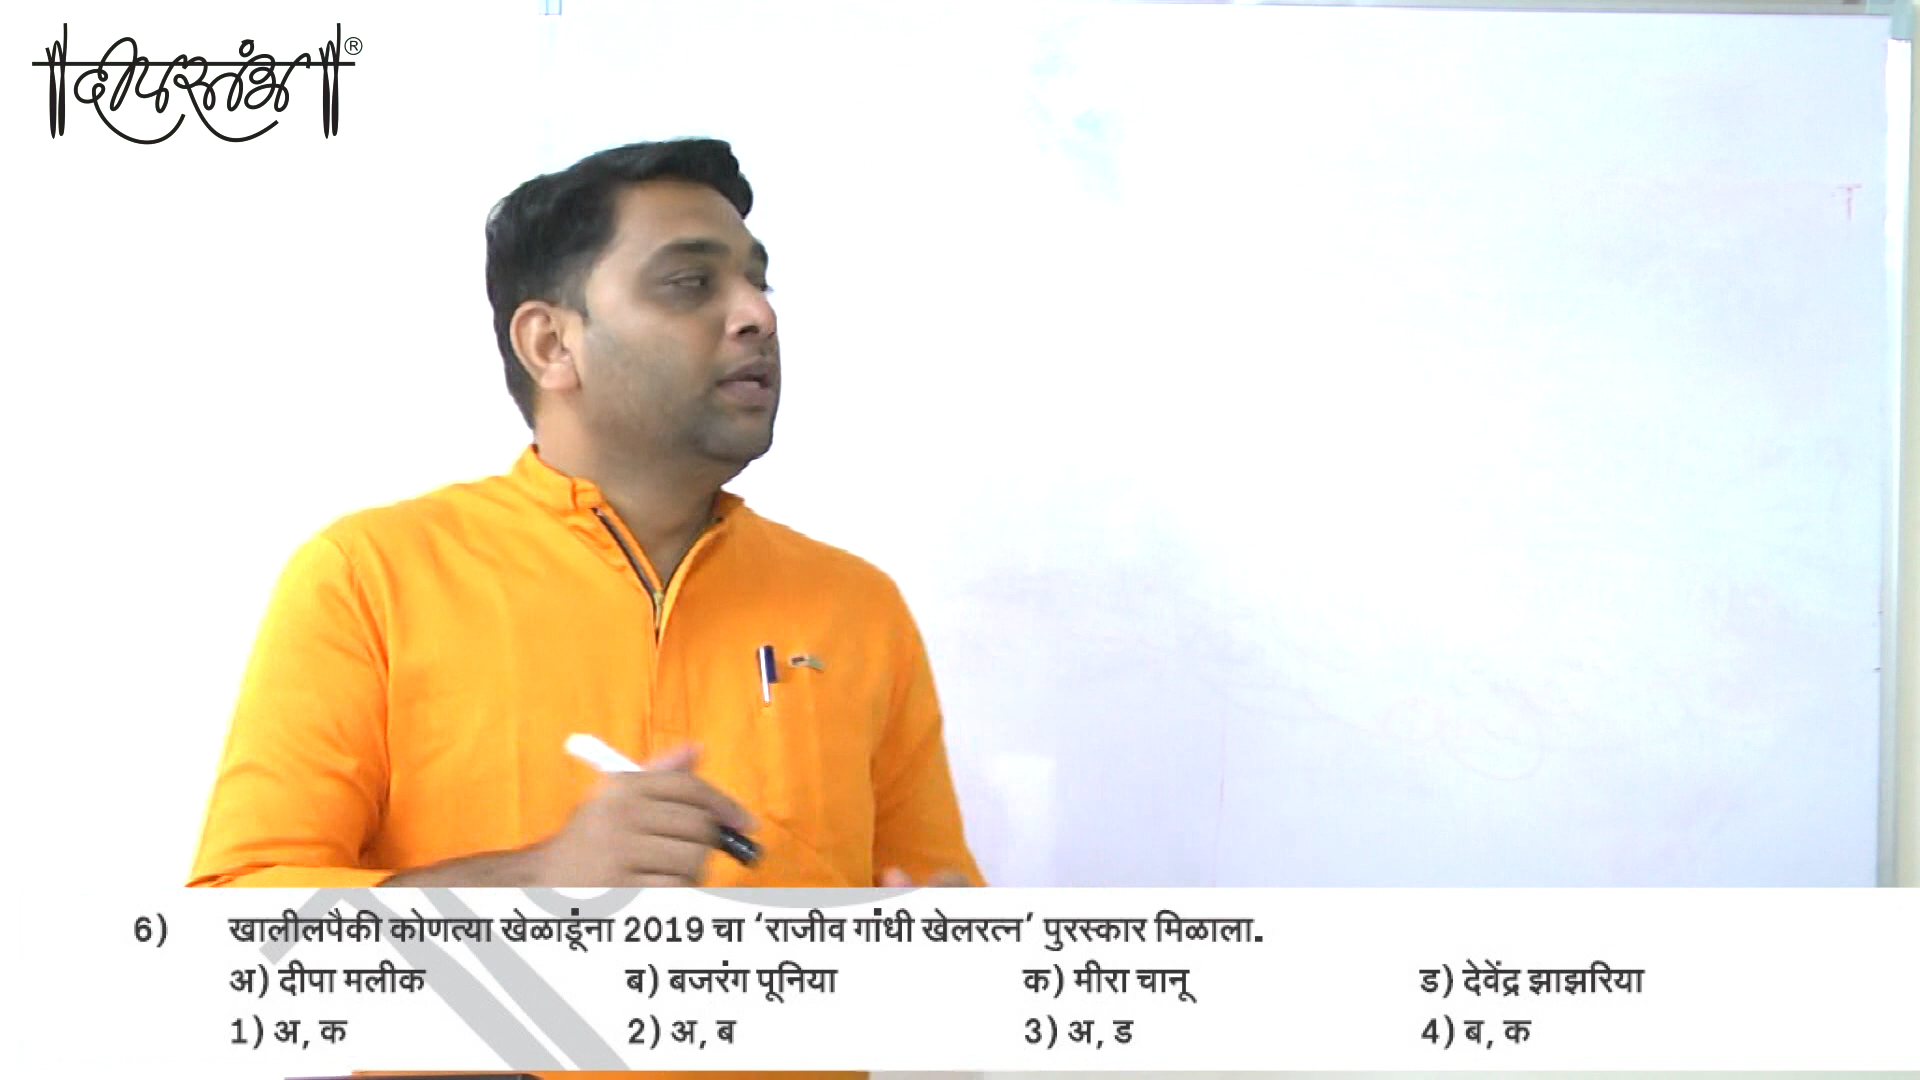 दीपस्तंभ ®
T
6) खालीलपैकी कोणत्या खेळाडूंना 2019 चा ‘राजीव गांधी खेलरत्न’ पुरस्कार मिळाला.
अ) दीपा मलीक ब) बजरंग पूनिया क) मीरा चानू ड) देवेंद्र झाझरिया
1) अ, क 2) अ, ब 3) अ, ड 4) ब, क